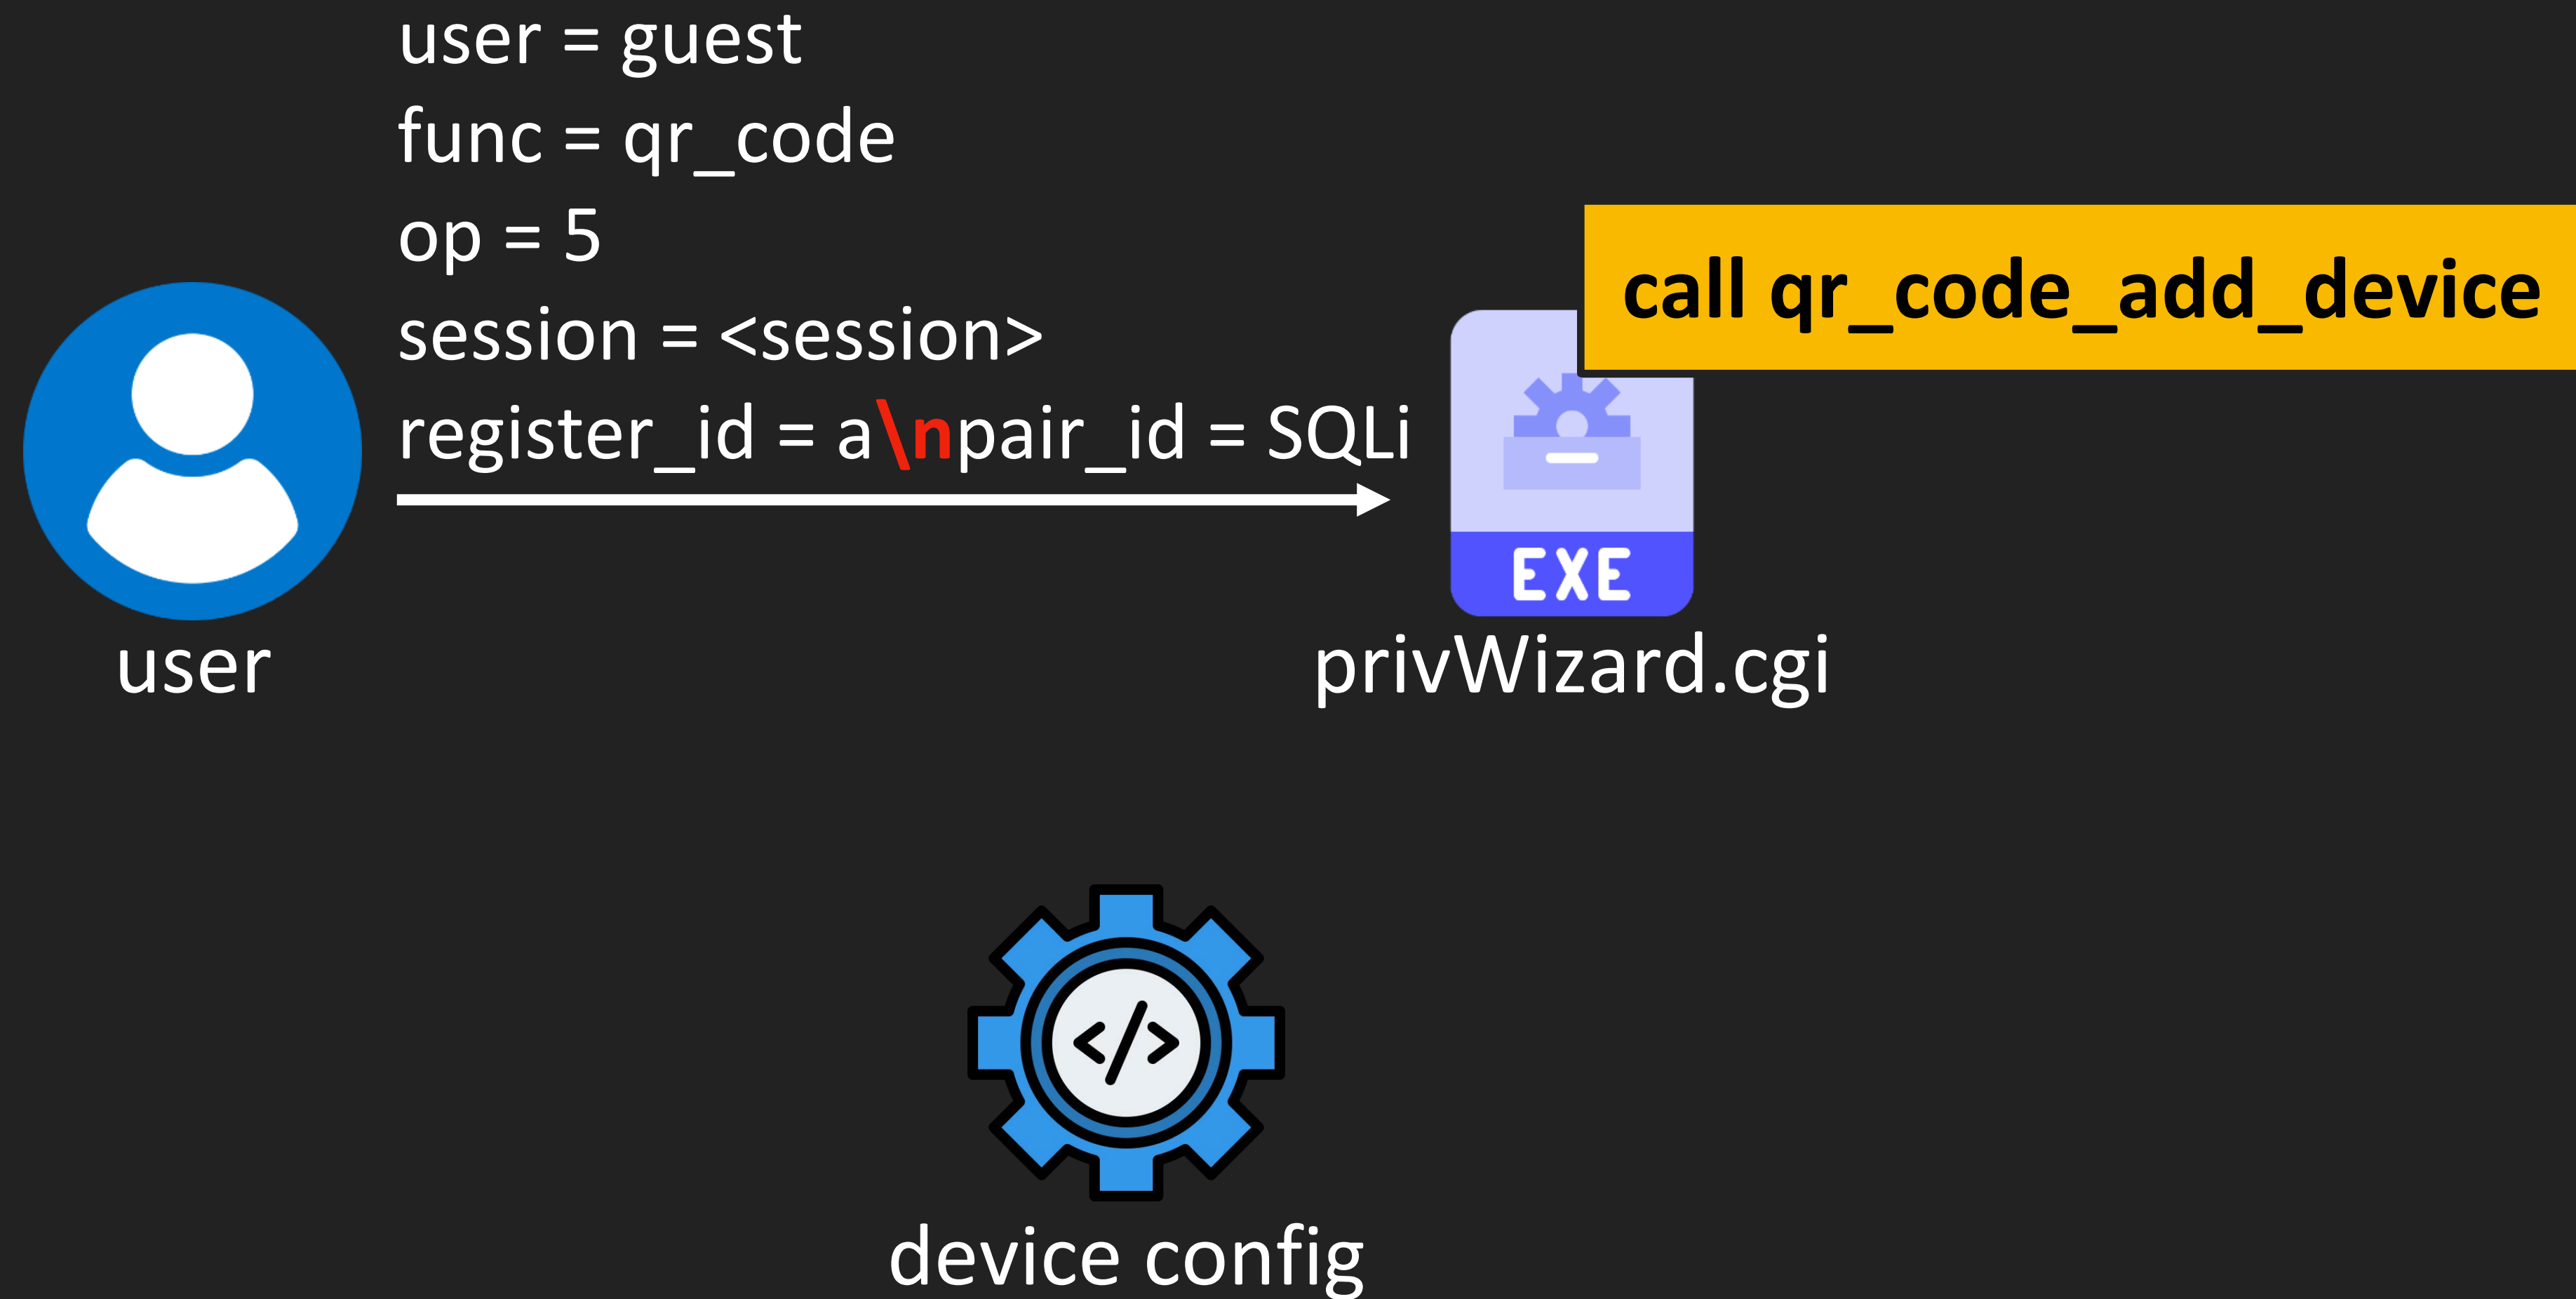 user = guest
func = qr_code
op = 5
session = <session>
register_id = a\npair_id = SQLi
call qr_code_add_device
EXE
user
privWizard.cgi
</>
device config